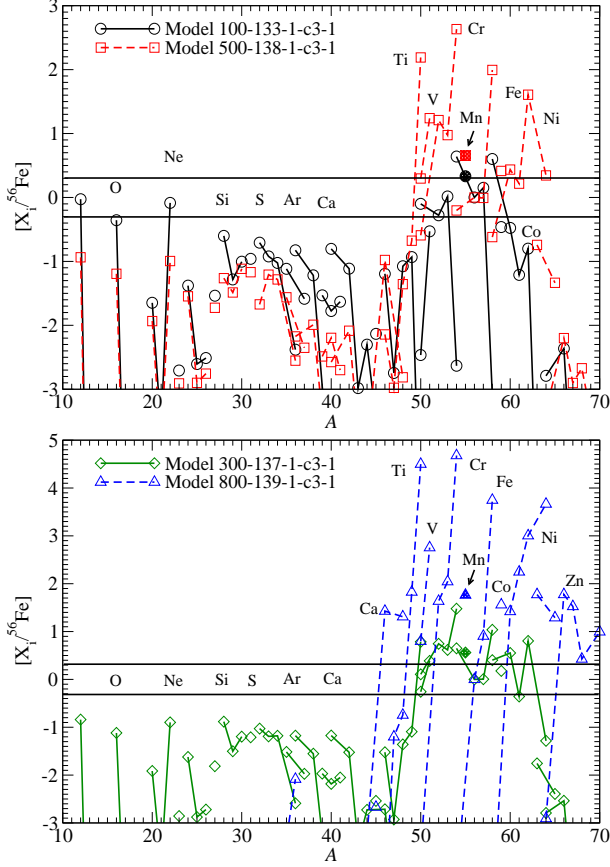 3
2
1
0
-1
-2
-3
[X_i/^56Fe]
Model 100-133-1-c3-1
Model 500-138-1-c3-1
Ti
Cr
V
Mn
Fe
Ni
Ne
O
Si
S
Ar
Ca
Co
10 20 30 40 50 60 70
A
5
4
3
2
1
0
-1
-2
-3
[X_i/^56Fe]
Model 300-137-1-c3-1
Model 800-139-1-c3-1
Ti
Cr
Fe
V
Mn
Ni
Ca
Co
Zn
O
Ne
Si
S
Ar
Ca
10 20 30 40 50 60 70
A